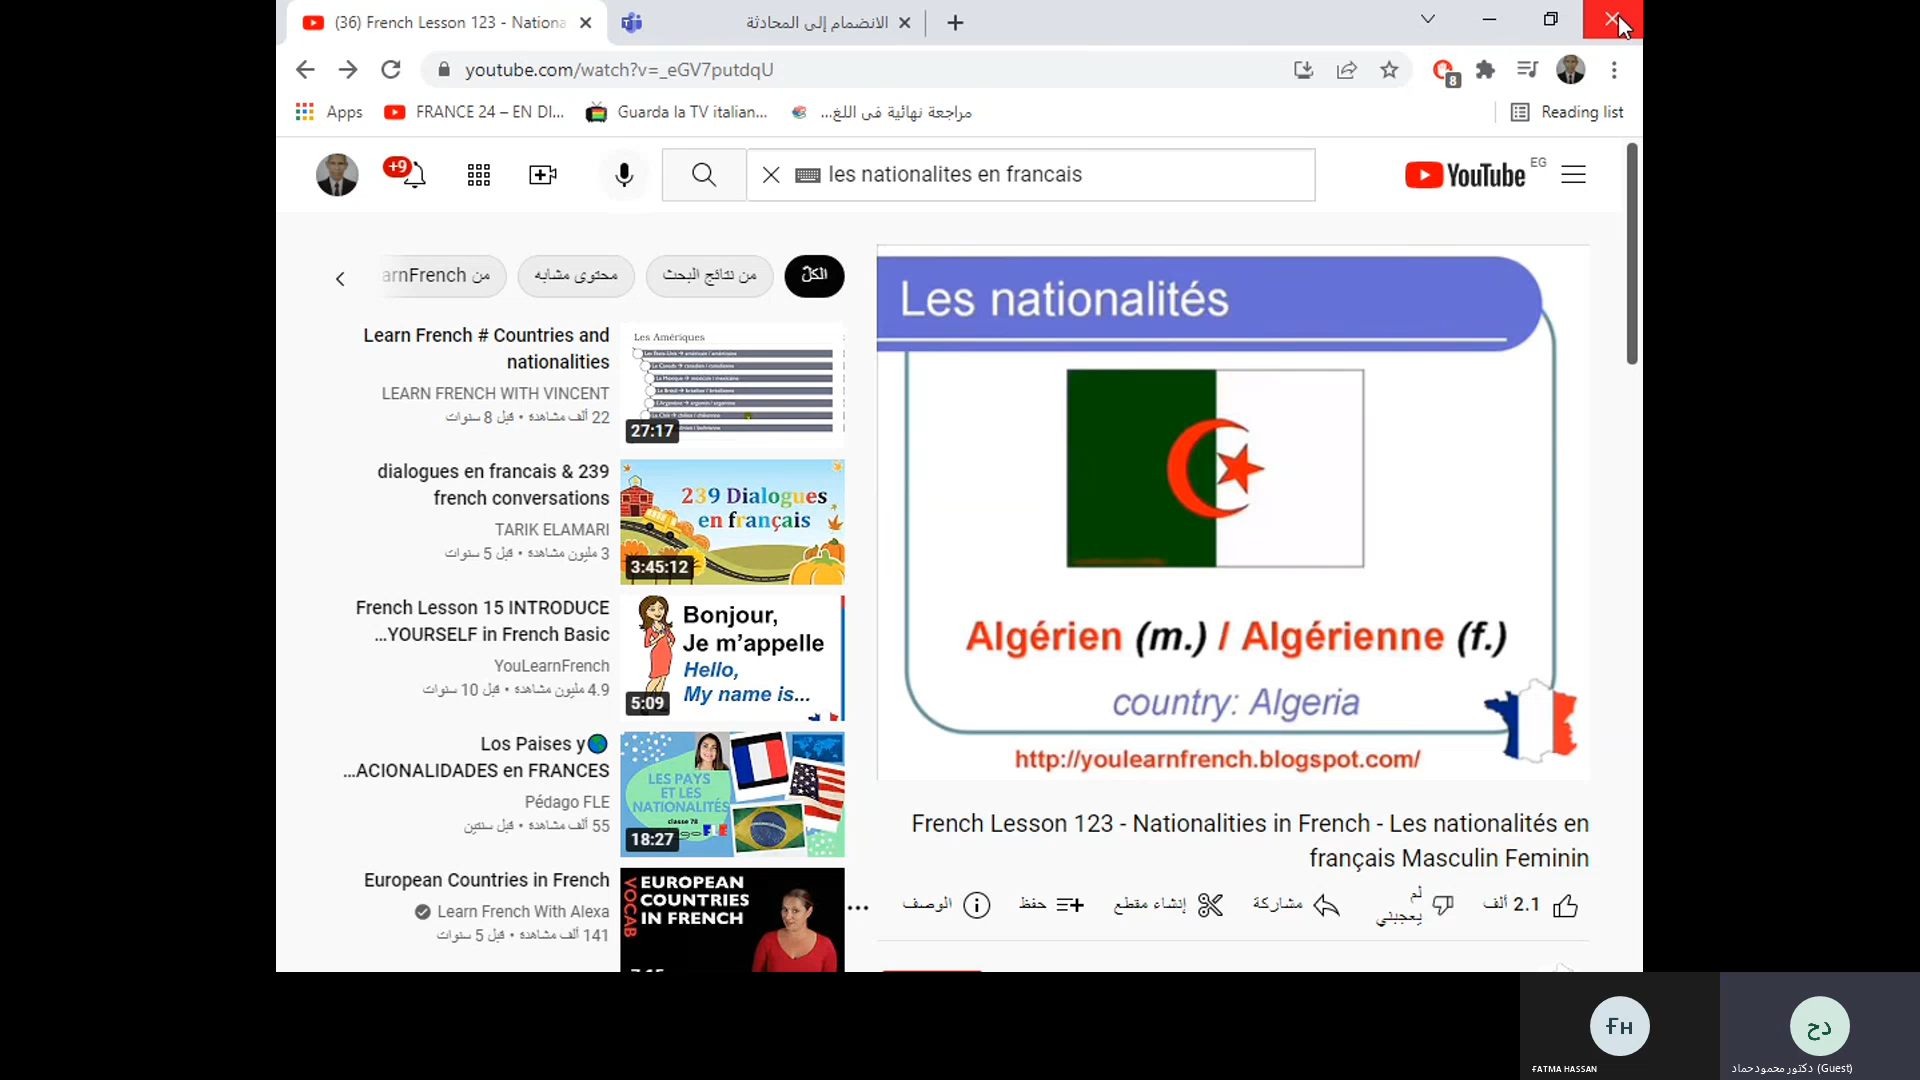 (36) French Lesson 123 - Nationa
الانضمام إلى المحادثة
youtube.com/watch?v=_eGV7putdqU
8
Apps
FRANCE 24 – EN DI...
Guarda la TV italian...
مراجعة نهائية فى اللغ...
Reading list
+9
les nationalites en francais
YouTube EG
الكلّ
من نتائج البحث
محتوى مشابه
من arnFrench
Learn French # Countries and
nationalities
LEARN FRENCH WITH VINCENT
22 ألف مشاهدة • قبل 8 سنوات
Les Amériques
27:17
dialogues en francais & 239
french conversations
TARIK ELAMARI
3 مليون مشاهدة • قبل 5 سنوات
239 Dialogues
en français
3:45:12
French Lesson 15 INTRODUCE
...YOURSELF in French Basic
YouLearnFrench
4.9 مليون مشاهدة • قبل 10 سنوات
Bonjour,
Je m'appelle
Hello,
My name is...
5:09
Los Paises y
...ACIONALIDADES en FRANCES
Pédago FLE
55 ألف مشاهدة • قبل سنتين
LES PAYS
ET LES
NATIONALITÉS
classe 78
18:27
European Countries in French
Learn French With Alexa
141 ألف مشاهدة • قبل 5 سنوات
VOCAB
EUROPEAN
COUNTRIES
IN FRENCH
Les nationalités
Algérien (m.) / Algérienne (f.)
country: Algeria
http://youlearnfrench.blogspot.com/
French Lesson 123 - Nationalities in French - Les nationalités en
français Masculin Feminin
2.1 ألف
لم
يعجبني
مشاركة
إنشاء مقطع
حفظ
الوصف
FH
FATMA HASSAN
دح
دكتور محمودحماد (Guest)